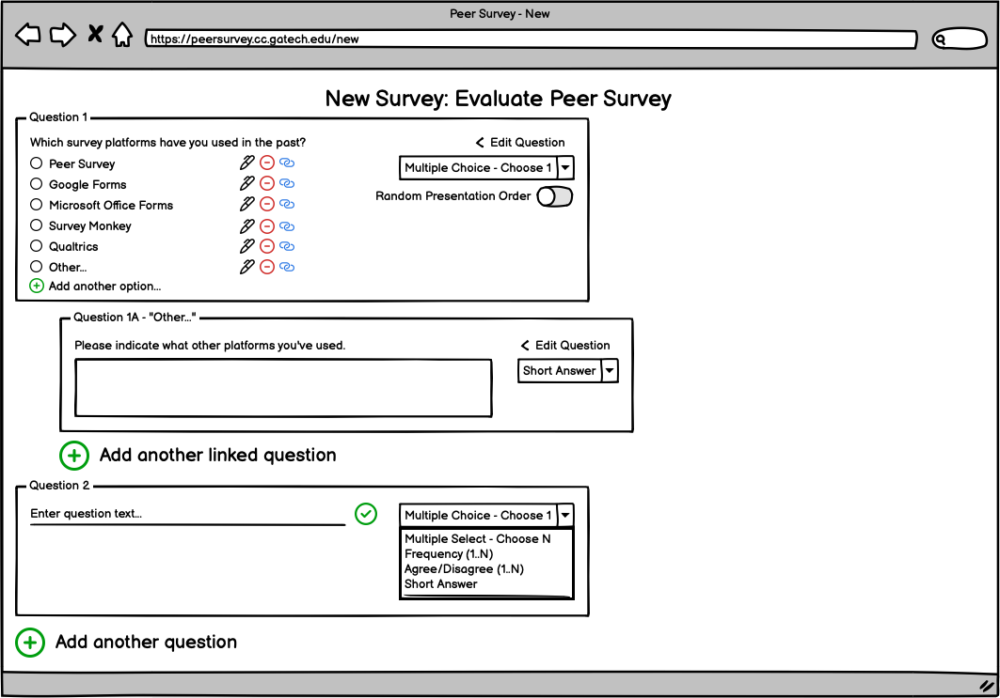 Peer Survey - New
https://peersurvey.cc.gatech.edu/new
New Survey: Evaluate Peer Survey
Question 1
Which survey platforms have you used in the past?
Edit Question
Peer Survey
Multiple Choice - Choose 1
Google Forms
Random Presentation Order
Microsoft Office Forms
Survey Monkey
Qualtrics
Other...
Add another option...
Question 1A - "Other..."
Please indicate what other platforms you've used.
Edit Question
Short Answer
Add another linked question
Question 2
Enter question text...
Multiple Choice - Choose 1
Multiple Select - Choose N
Frequency (1..N)
Agree/Disagree (1..N)
Short Answer
Add another question